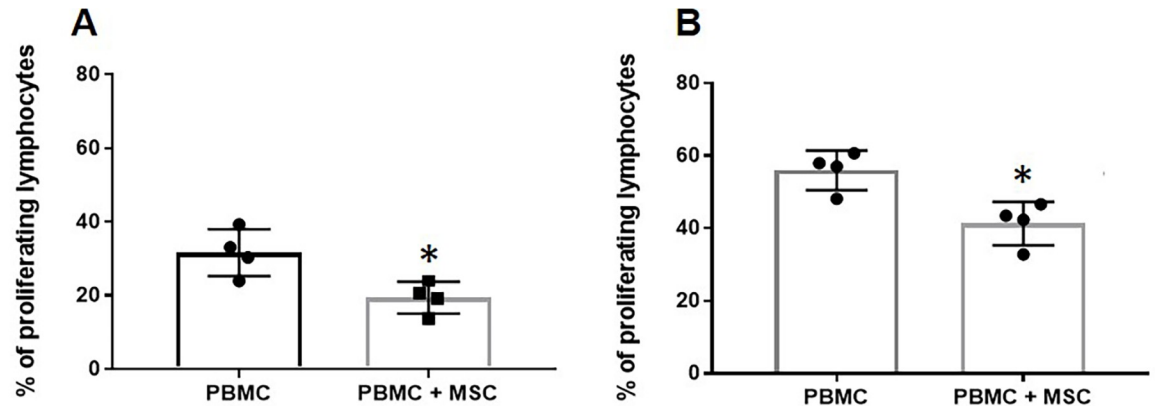 A
B
% of proliferating lymphocytes
80
60
40
20
0
*
PBMC
PBMC + MSC
% of proliferating lymphocytes
80
60
40
20
0
*
PBMC
PBMC + MSC